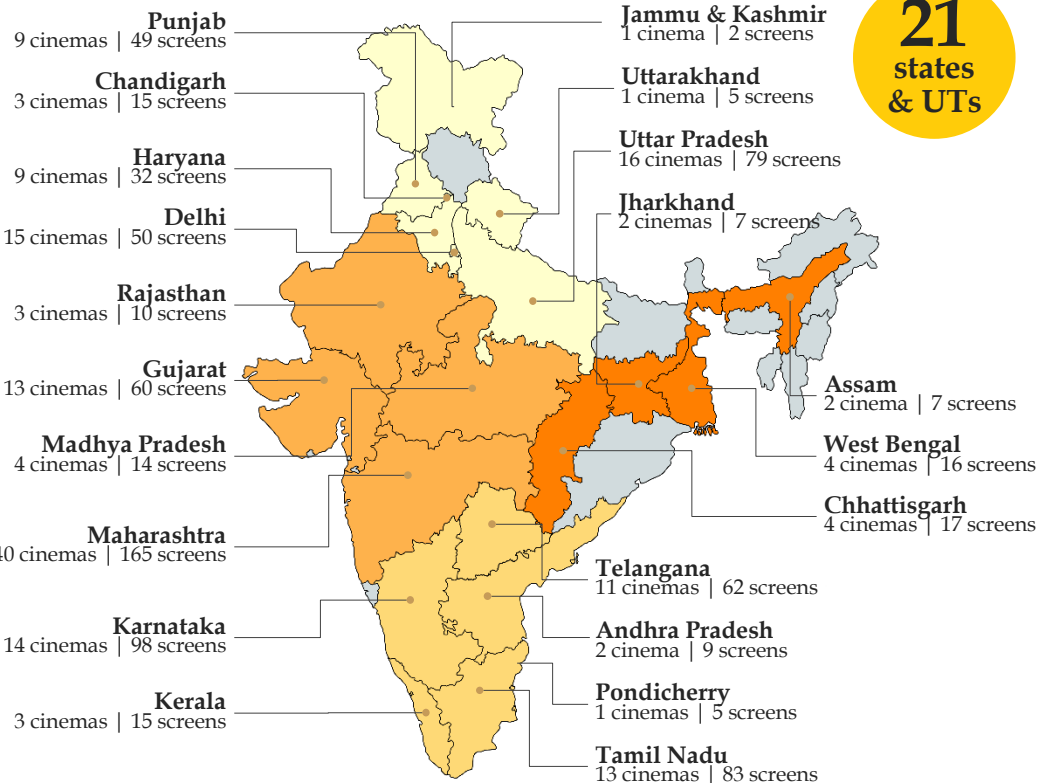 Punjab
9 cinemas | 49 screens
Chandigarh
3 cinemas | 15 screens
Haryana
9 cinemas | 32 screens
Delhi
15 cinemas | 50 screens
Rajasthan
3 cinemas | 10 screens
Gujarat
13 cinemas | 60 screens
Madhya Pradesh
4 cinemas | 14 screens
Maharashtra
40 cinemas | 165 screens
Karnataka
14 cinemas | 98 screens
Kerala
3 cinemas | 15 screens
Jammu & Kashmir
1 cinema | 2 screens
Uttarakhand
1 cinema | 5 screens
Uttar Pradesh
16 cinemas | 79 screens
Jharkhand
2 cinemas | 7 screens
21
states
& UTs
Assam
2 cinema | 7 screens
West Bengal
4 cinemas | 16 screens
Chhattisgarh
4 cinemas | 17 screens
Telangana
11 cinemas | 62 screens
Andhra Pradesh
2 cinema | 9 screens
Pondicherry
1 cinemas | 5 screens
Tamil Nadu
13 cinemas | 83 screens